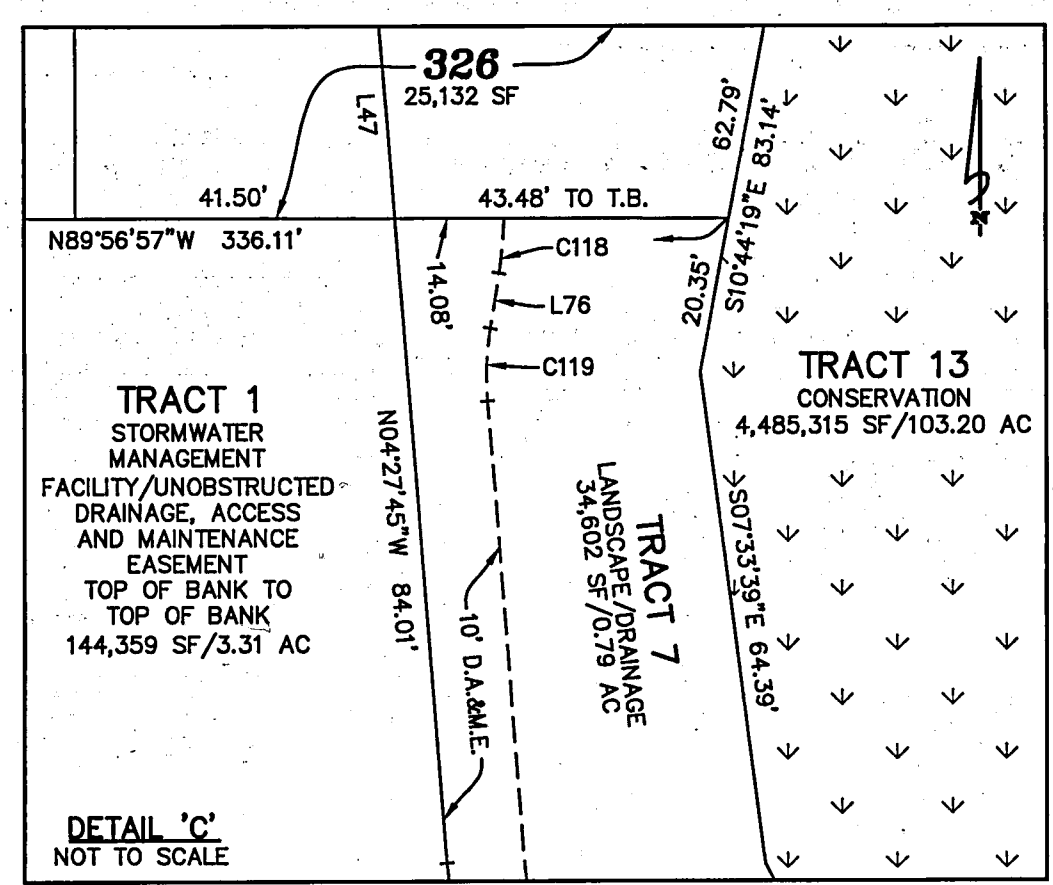 326
25,132 SF
L47
62.79'
S10°44'19"E 83.14'
41.50'
43.48' TO T.B.
N89°56'57"W 336.11'
14.08'
C118
L76
C119
20.35'
N
TRACT 1
STORMWATER
MANAGEMENT
FACILITY/UNOBSTRUCTED
DRAINAGE, ACCESS
AND MAINTENANCE
EASEMENT
TOP OF BANK TO
TOP OF BANK
144,359 SF/3.31 AC
N04°27'45"W 84.01'
10' D.A.&M.E.
TRACT 7
LANDSCAPE/DRAINAGE
34,602 SF/0.79 AC
TRACT 13
CONSERVATION
4,485,315 SF/103.20 AC
S07°33'39"E 64.39'
DETAIL 'C'
NOT TO SCALE